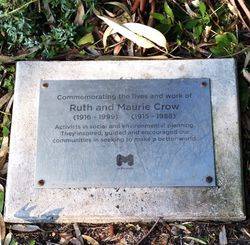 Commemorating the lives and work of
Ruth and Maurie Crow
(1916 - 1999) (1915 - 1988)
Activists in social and environmental planning.
They inspired, guided and encouraged our
communities in seeking to make a better world.